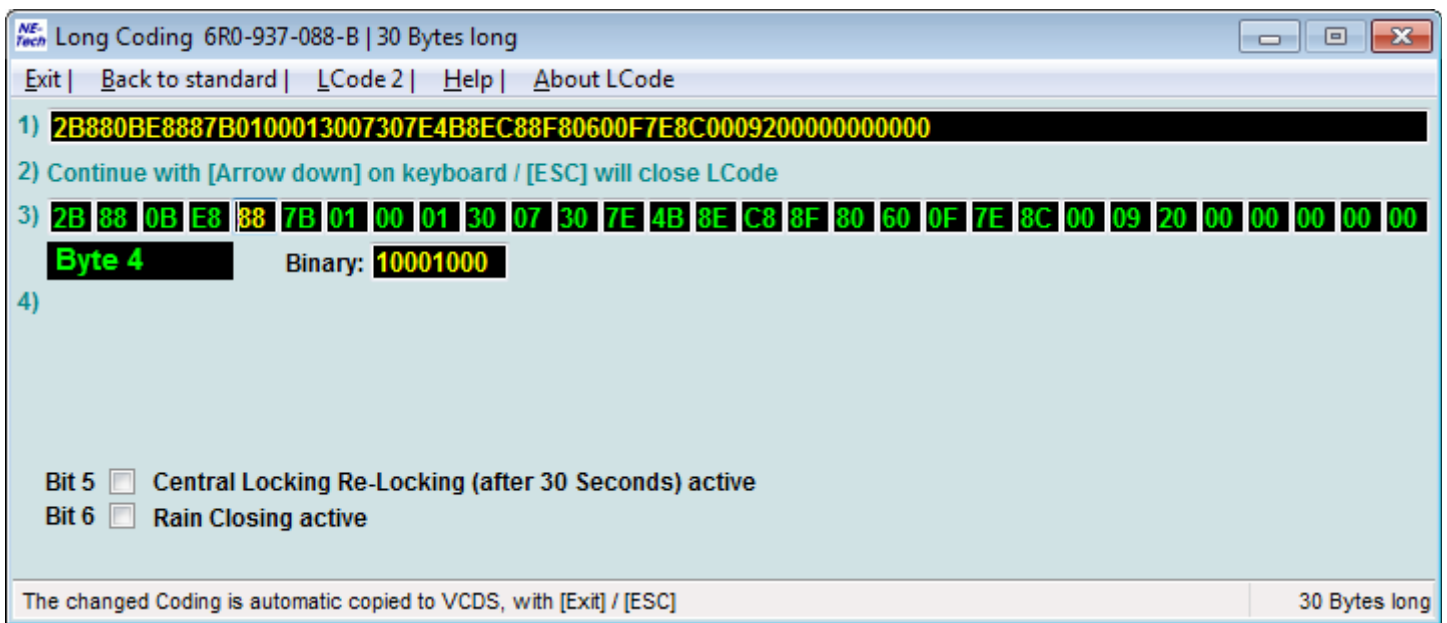 NE-Tech Long Coding 6R0-937-088-B | 30 Bytes long
Exit | Back to standard | LCode 2 | Help | About LCode
1) 2B880BE8887B0100013007307E4B8EC88F80600F7E8C0009200000000000
2) Continue with [Arrow down] on keyboard / [ESC] will close LCode
3) 2B 88 0B E8 88 7B 01 00 01 30 07 30 7E 4B 8E C8 8F 80 60 0F 7E 8C 00 09 20 00 00 00 00 00
Byte 4 Binary: 10001000
4)
Bit 5 Central Locking Re-Locking (after 30 Seconds) active
Bit 6 Rain Closing active
The changed Coding is automatic copied to VCDS, with [Exit] / [ESC] 30 Bytes long